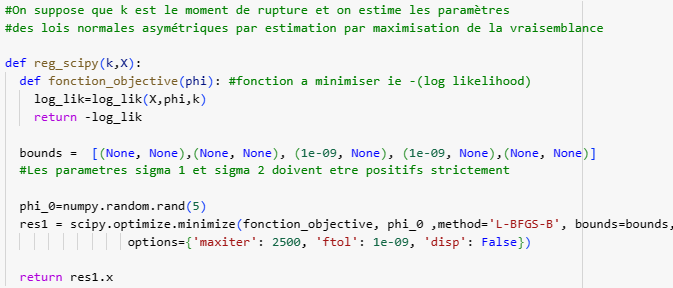 #On suppose que k est le moment de rupture et on estime les paramètres
#des lois normales asymétriques par estimation par maximisation de la vraisemblance
def reg_scipy(k,X):
def fonction_objective(phi): #fonction a minimiser ie -(log likelihood)
log_lik=log_lik(X,phi,k)
return -log_lik
bounds =  [(None, None),(None, None), (1e-09, None), (1e-09, None),(None, None)]
#Les parametres sigma 1 et sigma 2 doivent etre positifs strictement
phi_0=numpy.random.rand(5)
res1 = scipy.optimize.minimize(fonction_objective, phi_0 ,method='L-BFGS-B', bounds=bounds,
options={'maxiter': 2500, 'ftol': 1e-09, 'disp': False})
return res1.x